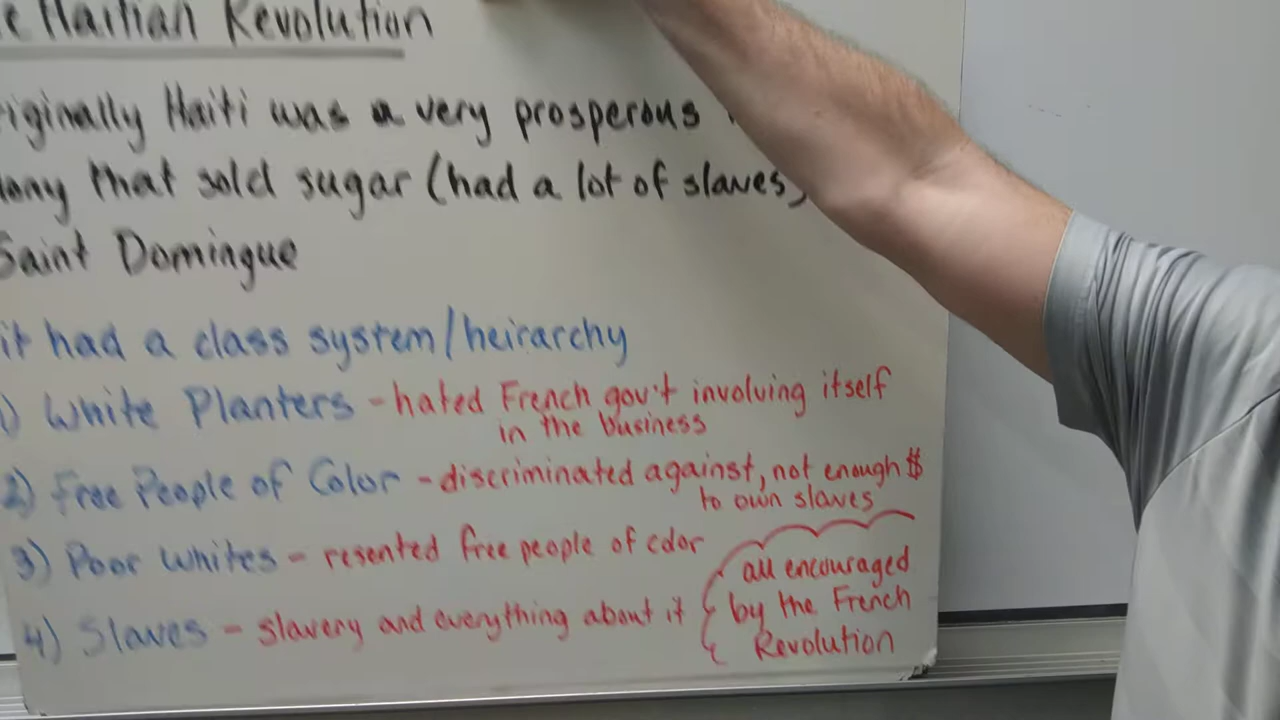 e Haitian Revolution
riginally Haiti was a very prosperous
lony that sold sugar (had a lot of slaves)
Saint Domingue
it had a class system/heirarchy
1) White Planters - hated French gov't involving itself
in the business
2) Free People of Color - discriminated against, not enough $
to own slaves
3) Poor Whites - resented free people of color
4) Slaves - slavery and everything about it
all encouraged
by the French
Revolution